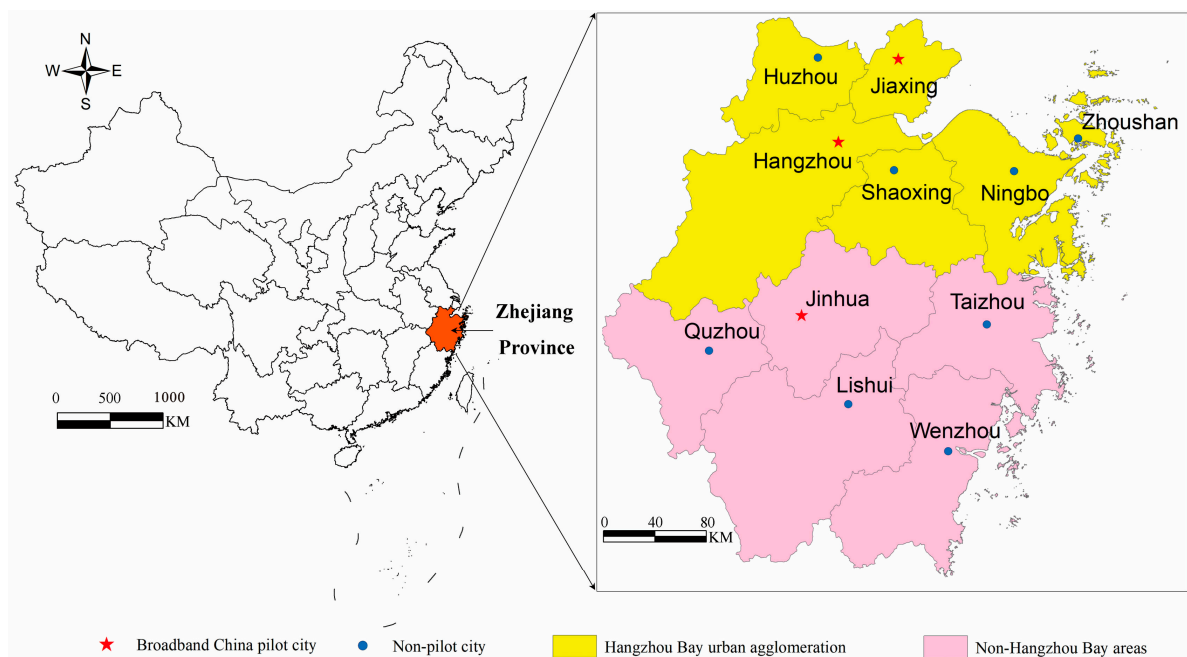 N
W E
S
Zhejiang
Province
0 500 1000
KM
Huzhou
Jiaxing
Zhoushan
Hangzhou
Shaoxing
Ningbo
Jinhua
Taizhou
Quzhou
Lishui
Wenzhou
0 40 80
KM
Broadband China pilot city
Non-pilot city
Hangzhou Bay urban agglomeration
Non-Hangzhou Bay areas